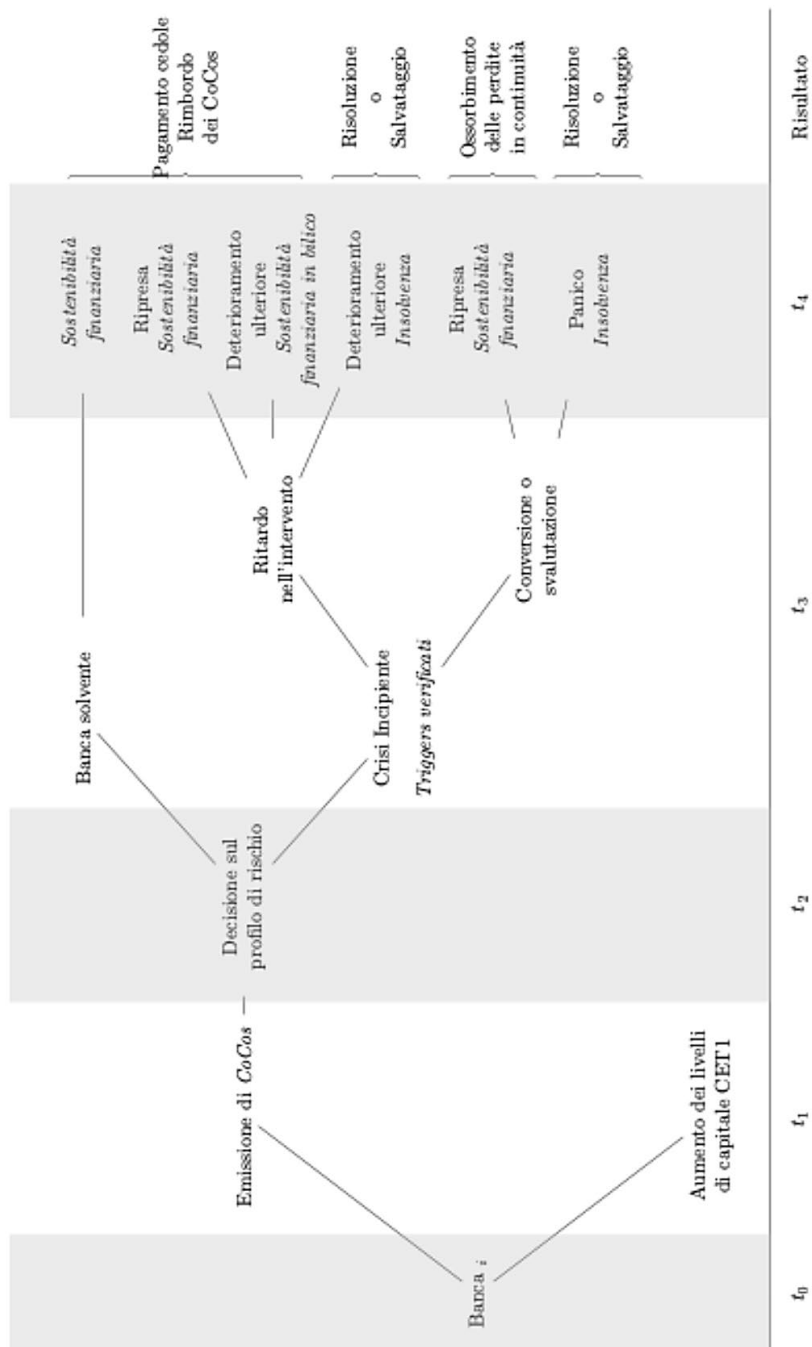 Banca i
Emissione di CoCos
Aumento dei livelli
di capitale CET1
Decisione sul
profilo di rischio
Banca solvente
Crisi Incipiente
Triggers verificati
Ritardo
nell'intervento
Conversione o
svalutazione
Sostenibilità
finanziaria
Ripresa
Sostenibilità
finanziaria
Deterioramento
ulteriore
Sostenibilità
finanziaria in bilico
Deterioramento
ulteriore
Insolvenza
Ripresa
Sostenibilità
finanziaria
Panico
Insolvenza
Pagamento cedole
Rimbordo
dei CoCos
Risoluzione
o
Salvataggio
Ossorbimento
delle perdite
in continuità
Risoluzione
o
Salvataggio
t0
t1
t2
t3
t4
Risultato